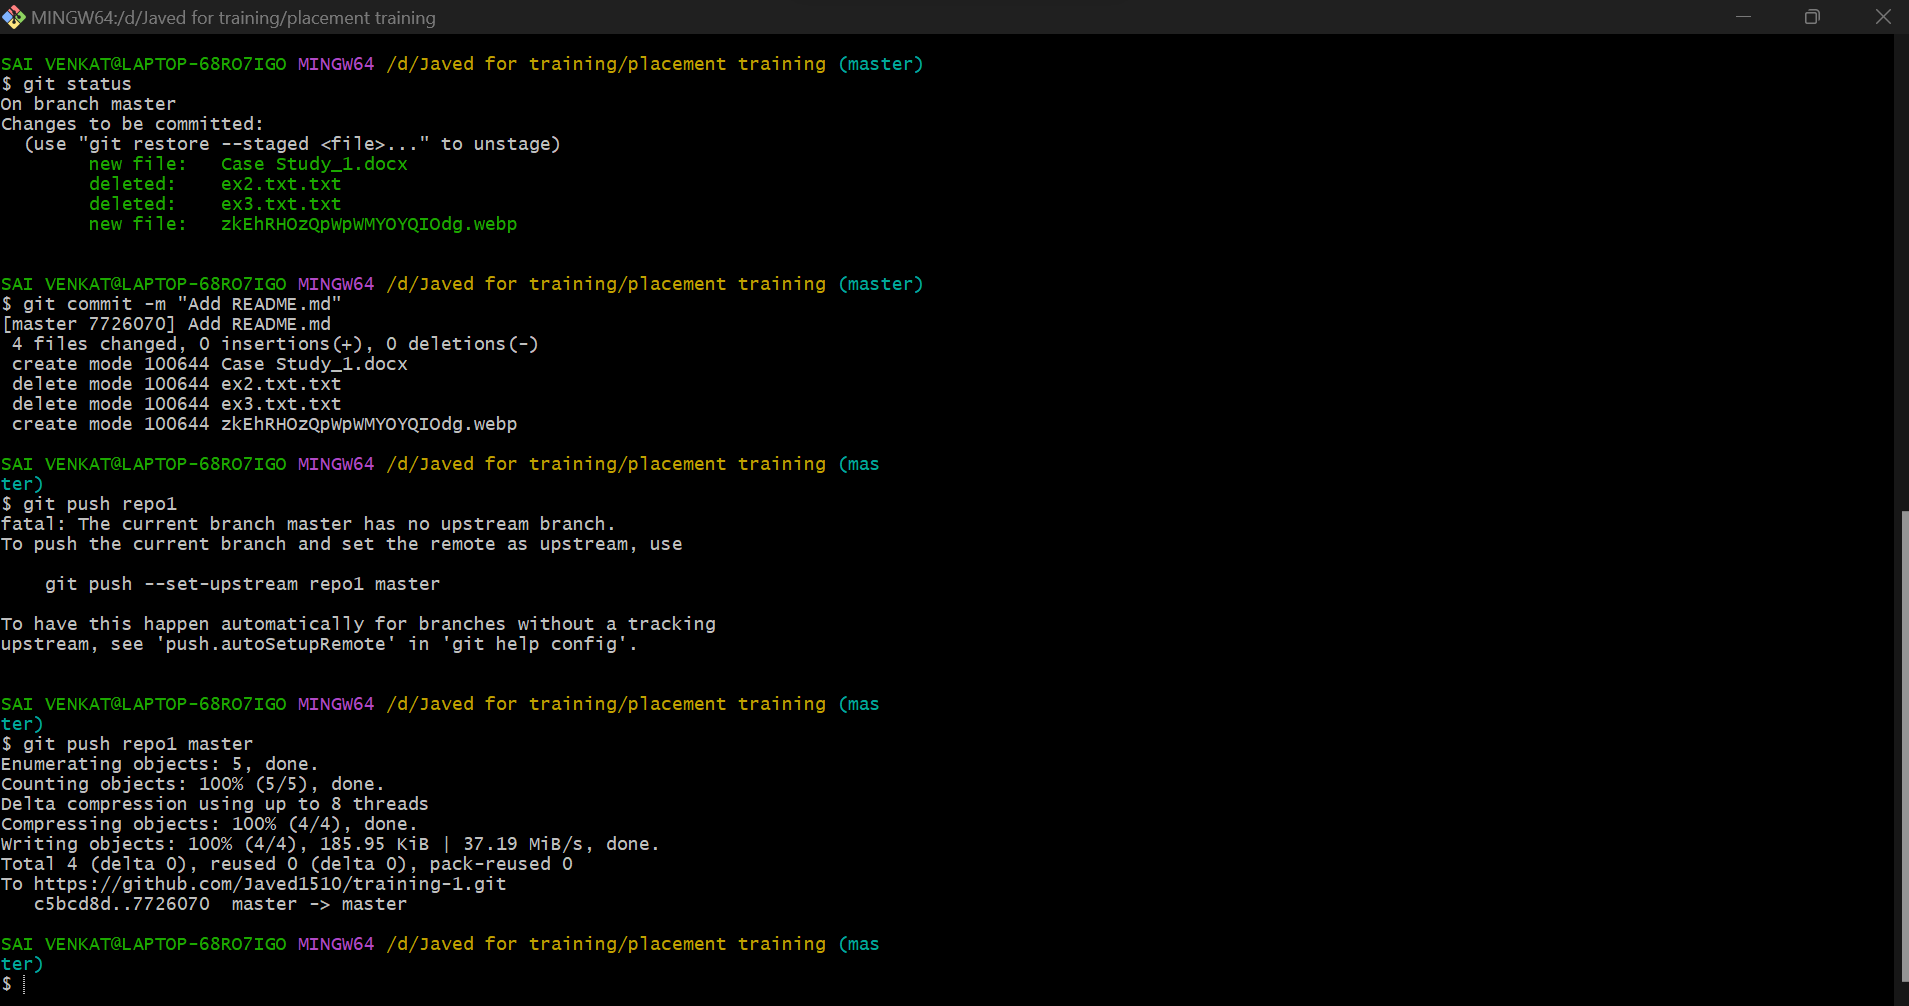 MINGW64:/d/Javed for training/placement training
SAI VENKAT@LAPTOP-68RO7IGO MINGW64 /d/Javed for training/placement training (master)
$ git status
On branch master
Changes to be committed:
  (use "git restore --staged <file>..." to unstage)
        new file:   Case Study_1.docx
        deleted:    ex2.txt.txt
        deleted:    ex3.txt.txt
        new file:   zkEhRHOzQpWpWMYOYQIOdg.webp
SAI VENKAT@LAPTOP-68RO7IGO MINGW64 /d/Javed for training/placement training (master)
$ git commit -m "Add README.md"
[master 7726070] Add README.md
 4 files changed, 0 insertions(+), 0 deletions(-)
 create mode 100644 Case Study_1.docx
 delete mode 100644 ex2.txt.txt
 delete mode 100644 ex3.txt.txt
 create mode 100644 zkEhRHOzQpWpWMYOYQIOdg.webp
SAI VENKAT@LAPTOP-68RO7IGO MINGW64 /d/Javed for training/placement training (mas
ter)
$ git push repo1
fatal: The current branch master has no upstream branch.
To push the current branch and set the remote as upstream, use
    git push --set-upstream repo1 master
To have this happen automatically for branches without a tracking
upstream, see 'push.autoSetupRemote' in 'git help config'.
SAI VENKAT@LAPTOP-68RO7IGO MINGW64 /d/Javed for training/placement training (mas
ter)
$ git push repo1 master
Enumerating objects: 5, done.
Counting objects: 100% (5/5), done.
Delta compression using up to 8 threads
Compressing objects: 100% (4/4), done.
Writing objects: 100% (4/4), 185.95 KiB | 37.19 MiB/s, done.
Total 4 (delta 0), reused 0 (delta 0), pack-reused 0
To https://github.com/Javed1510/training-1.git
   c5bcd8d..7726070  master -> master
SAI VENKAT@LAPTOP-68RO7IGO MINGW64 /d/Javed for training/placement training (mas
ter)
$